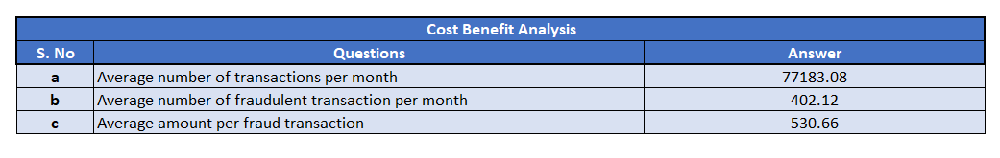 Cost Benefit Analysis
S. No Questions Answer
a Average number of transactions per month 77183.08
b Average number of fraudulent transaction per month 402.12
c Average amount per fraud transaction 530.66